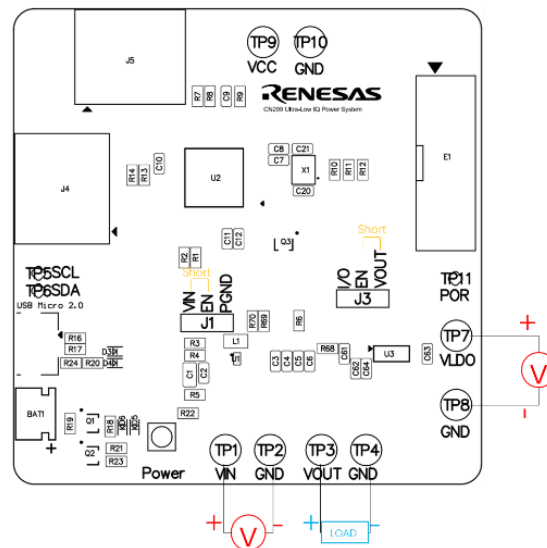 J5
TP9
TP10
VCC
GND
R7
R8
C9
R9
RENESAS
CN299 Ultra-Low IQ Power System
J4
R14
R13
C10
U2
C8
C21
C7
X1
C20
R10
R11
R12
E1
C11
C12
Q3
Short
Short
R2
R1
VIN
EN
PGND
J1
I/O
EN
VOUT
J3
TP5SCL
TP6SDA
USB Micro 2.0
TP11
POR
TP7
VLDO
TP8
GND
+
V
-
R16
R17
R24
R20
D3
D4
R70
R69
R6
R3
R4
L1
C1
C2
R5
R22
C3
C4
C5
C6
R68
C61
C62
C64
U3
C63
BAT1
+
R19
Q1
Q2
R18
D6
D5
R21
R23
Power
TP1
TP2
TP3
TP4
VIN
GND
VOUT
GND
+
V
-
+
LOAD
-